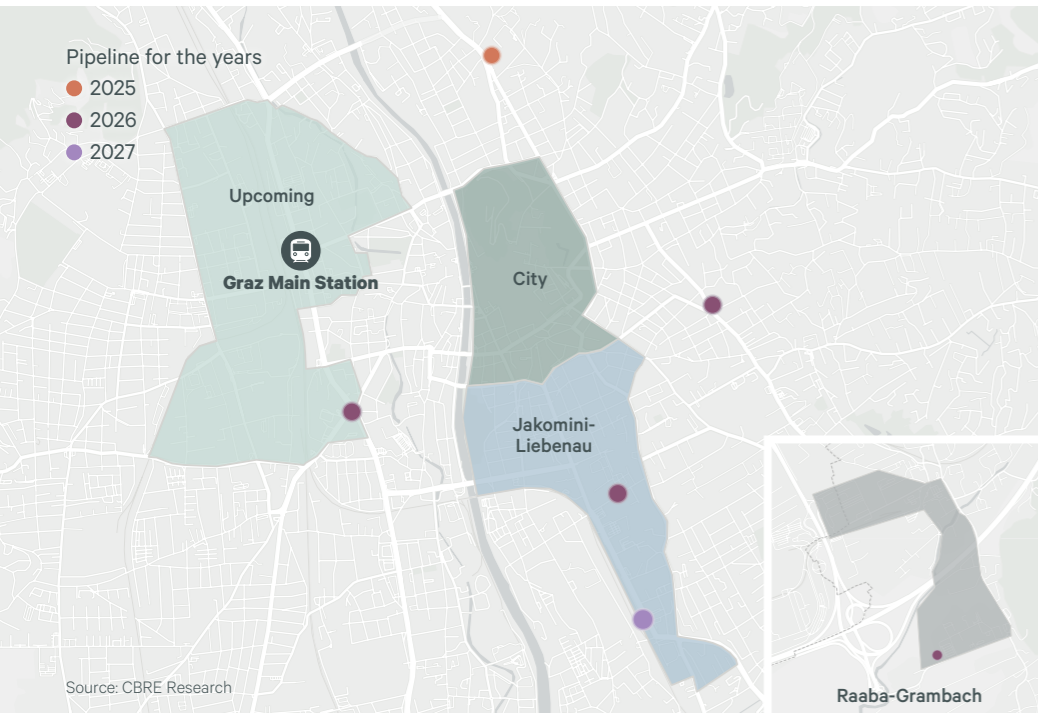 Pipeline for the years
2025
2026
2027
Upcoming
Graz Main Station
City
Jakomini-
Liebenau
Raaba-Grambach
Source: CBRE Research